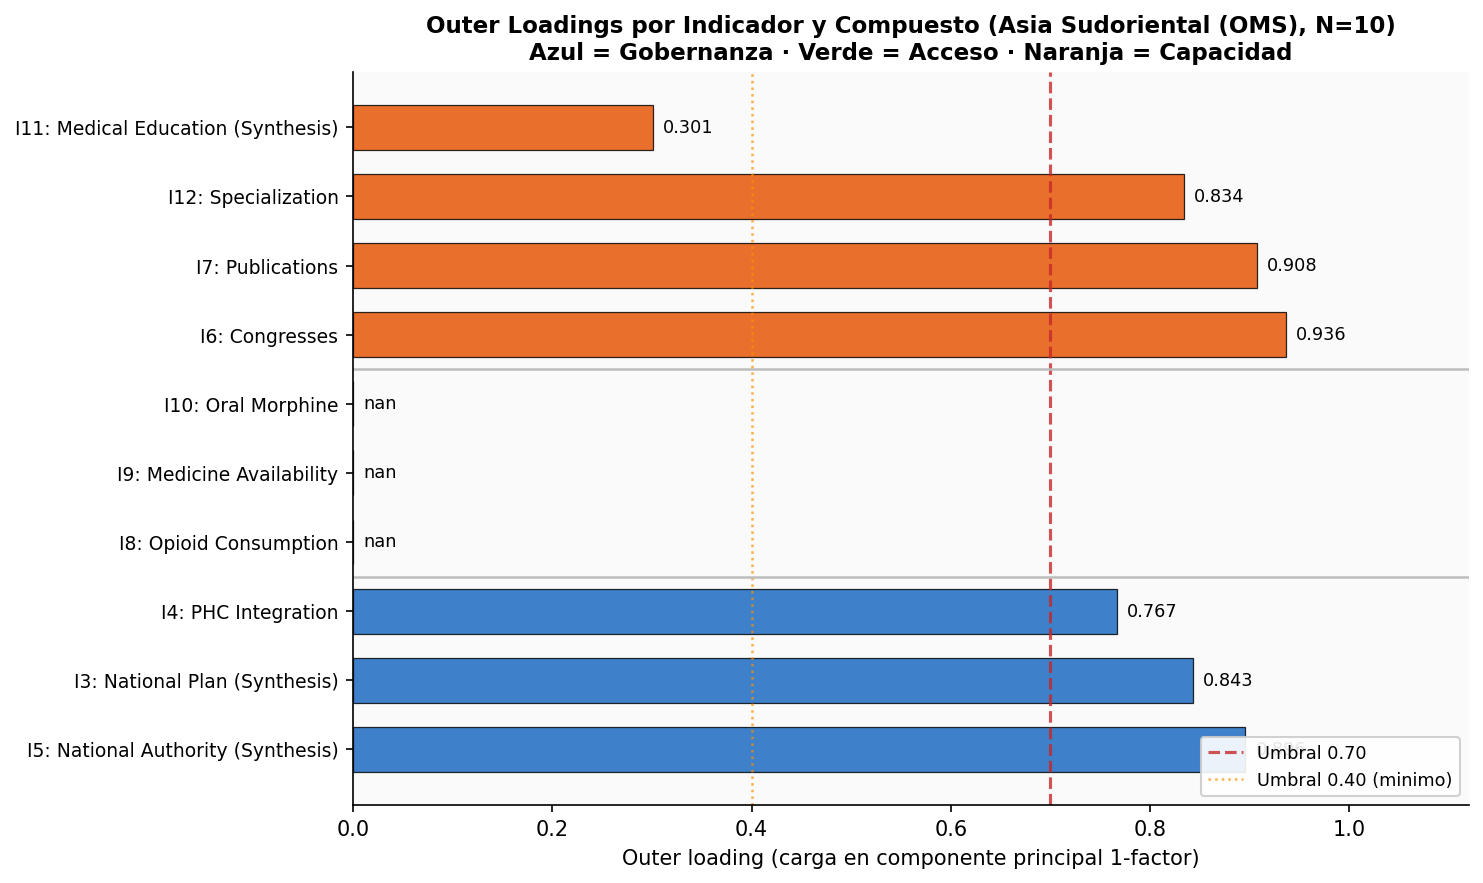 Outer Loadings por Indicador y Compuesto (Asia Sudoriental (OMS), N=10)
Azul = Gobernanza · Verde = Acceso · Naranja = Capacidad
I11: Medical Education (Synthesis)
0.301
I12: Specialization
0.834
I7: Publications
0.908
I6: Congresses
0.936
I10: Oral Morphine
nan
I9: Medicine Availability
nan
I8: Opioid Consumption
nan
I4: PHC Integration
0.767
I3: National Plan (Synthesis)
0.843
I5: National Authority (Synthesis)
Umbral 0.70
Umbral 0.40 (minimo)
0.0 0.2 0.4 0.6 0.8 1.0
Outer loading (carga en componente principal 1-factor)